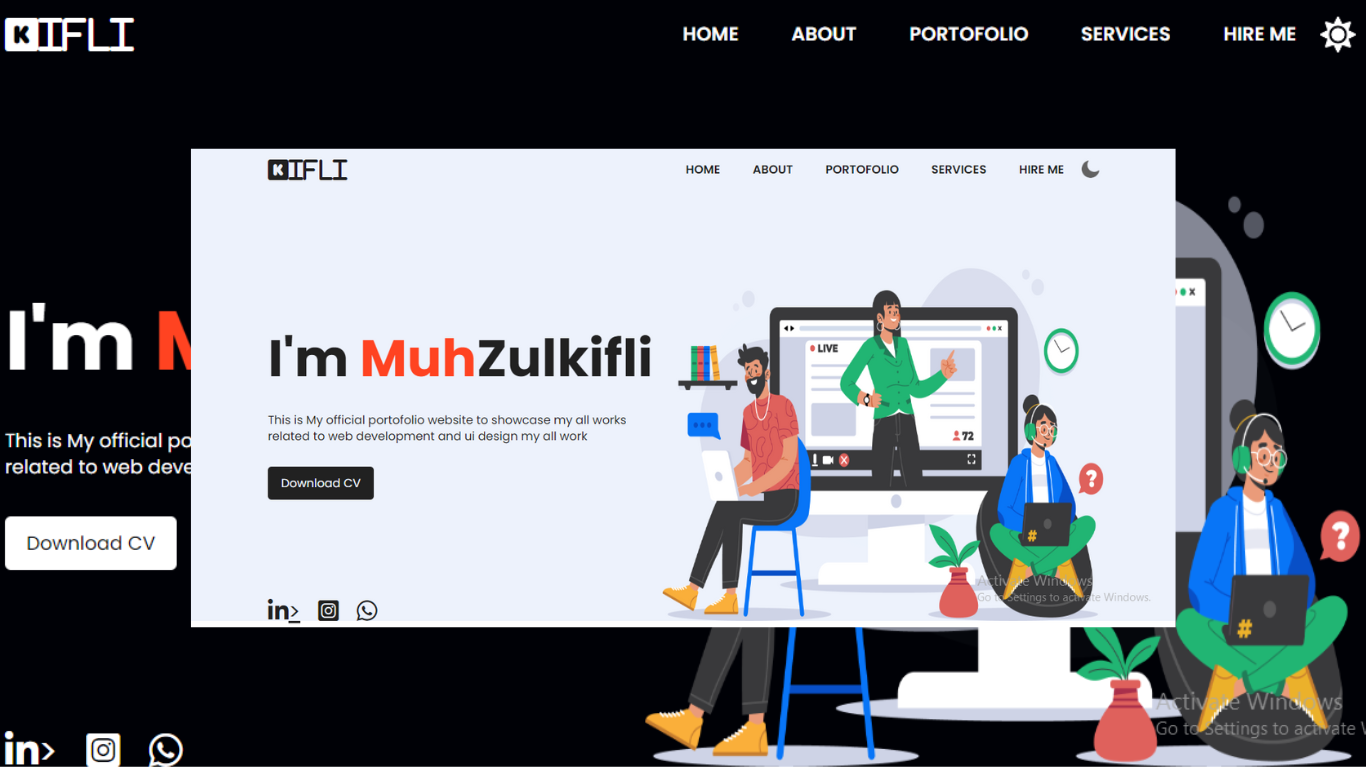 KIFLI
HOME ABOUT PORTOFOLIO SERVICES HIRE ME
KIFLI
HOME ABOUT PORTOFOLIO SERVICES HIRE ME
I'm M
I'm MuhZulkifli
LIVE
This is My official po
related to web deve
This is My official portofolio website to showcase my all works
related to web development and ui design my all work
72
Download CV
Download CV
?
?
#
#
Activate Windows
Go to Settings to activate Windows.
Activate Windows
Go to Settings to activate W
in>
in>